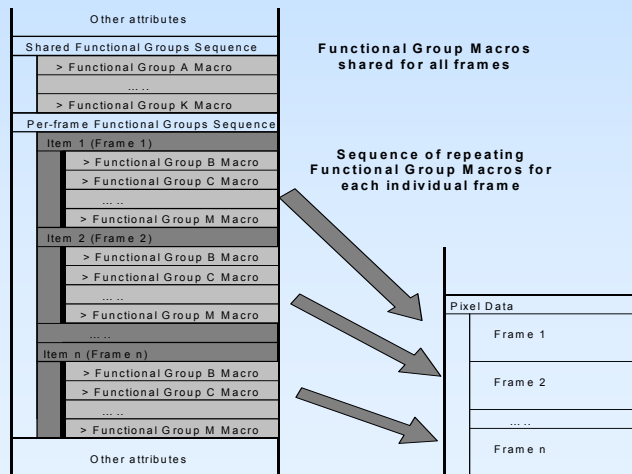 Other attributes
Shared Functional Groups Sequence
> Functional Group A Macro
.... ..
> Functional Group K Macro
Per-frame Functional Groups Sequence
Item 1 (Frame 1)
> Functional Group B Macro
> Functional Group C Macro
.... ..
> Functional Group M Macro
Item 2 (Frame 2)
> Functional Group B Macro
> Functional Group C Macro
.... ..
> Functional Group M Macro
.... ..
Item n (Frame n)
> Functional Group B Macro
> Functional Group C Macro
.... ..
> Functional Group M Macro
Other attributes
Functional Group Macros
shared for all frames
Sequence of repeating
Functional Group Macros for
each individual frame
Pixel Data
Frame 1
Frame 2
.... ..
Frame n